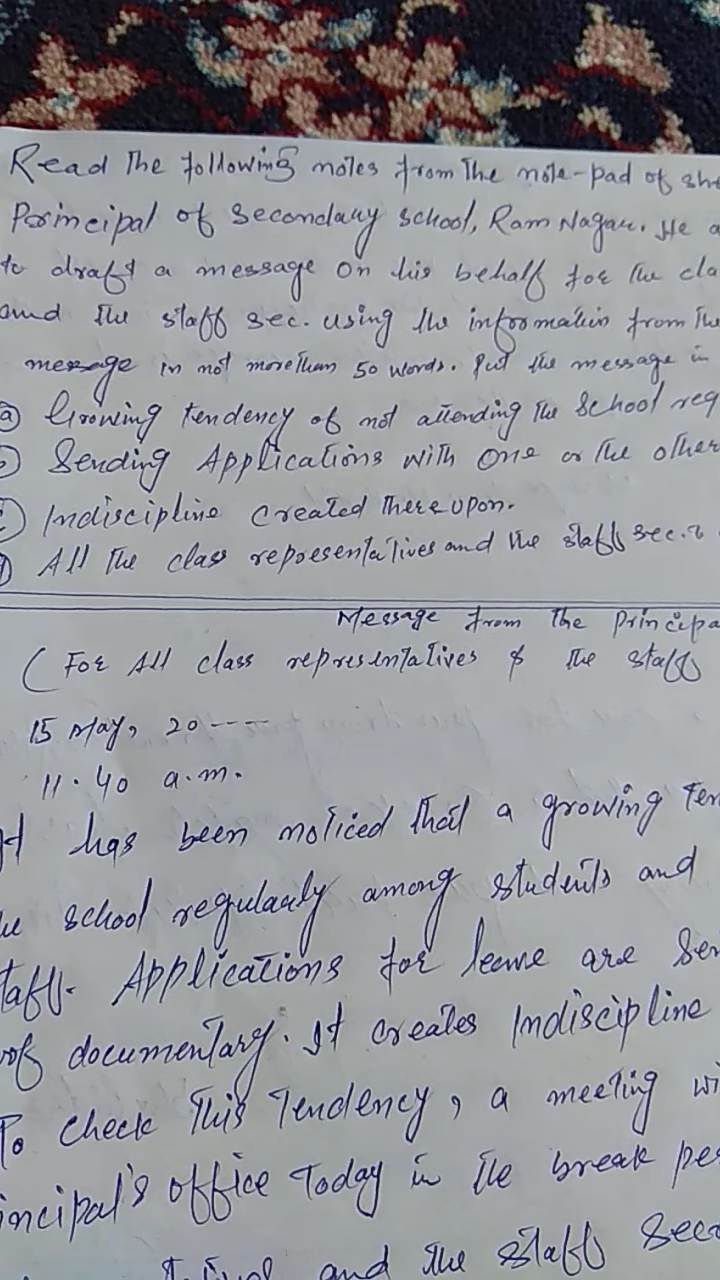 Read The following notes from The note-pad of sh
Porincipal of Secondary School, Ram Nagar. He a
to draft a message on his behalf for the cla
and the staff sec. using the information from The
message in not more Than 50 words. Put the message in
a Growing tendency of not attending the School reg
Sending Applications with one or the other
Indiscipline Created There upon.
All The class representatives and the staff sec.
Message from The Principa
( For All class representatives & the staff
15 May, 20----
11.40 a.m.
It has been noticed that a growing Ten
school regularly among students and
taff. Applications for leave are Sen
oof documentary. It creates Indiscipline
To check This Tendency, a meeting wi
incipal's office Today in the break pe
and the staff Secr